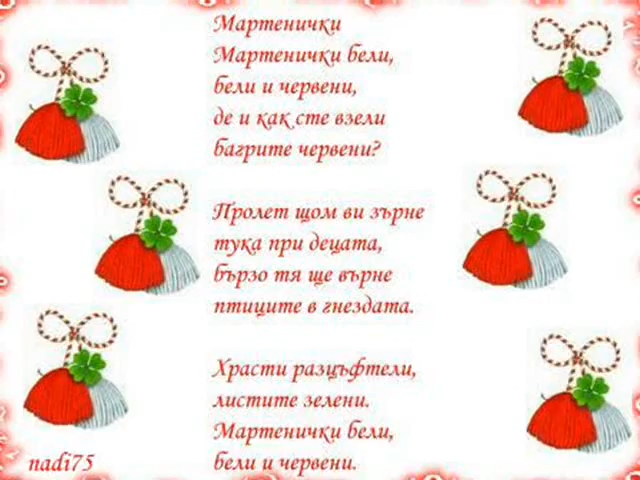 Мартенички
Мартенички бели,
бели и червени,
де и как сте взели
багрите червени?
Пролет щом ви зърне
тука при децата,
бързо тя ще върне
птиците в гнездата.
Храсти разцъфтели,
листите зелени.
Мартенички бели,
бели и червени.
nadi75